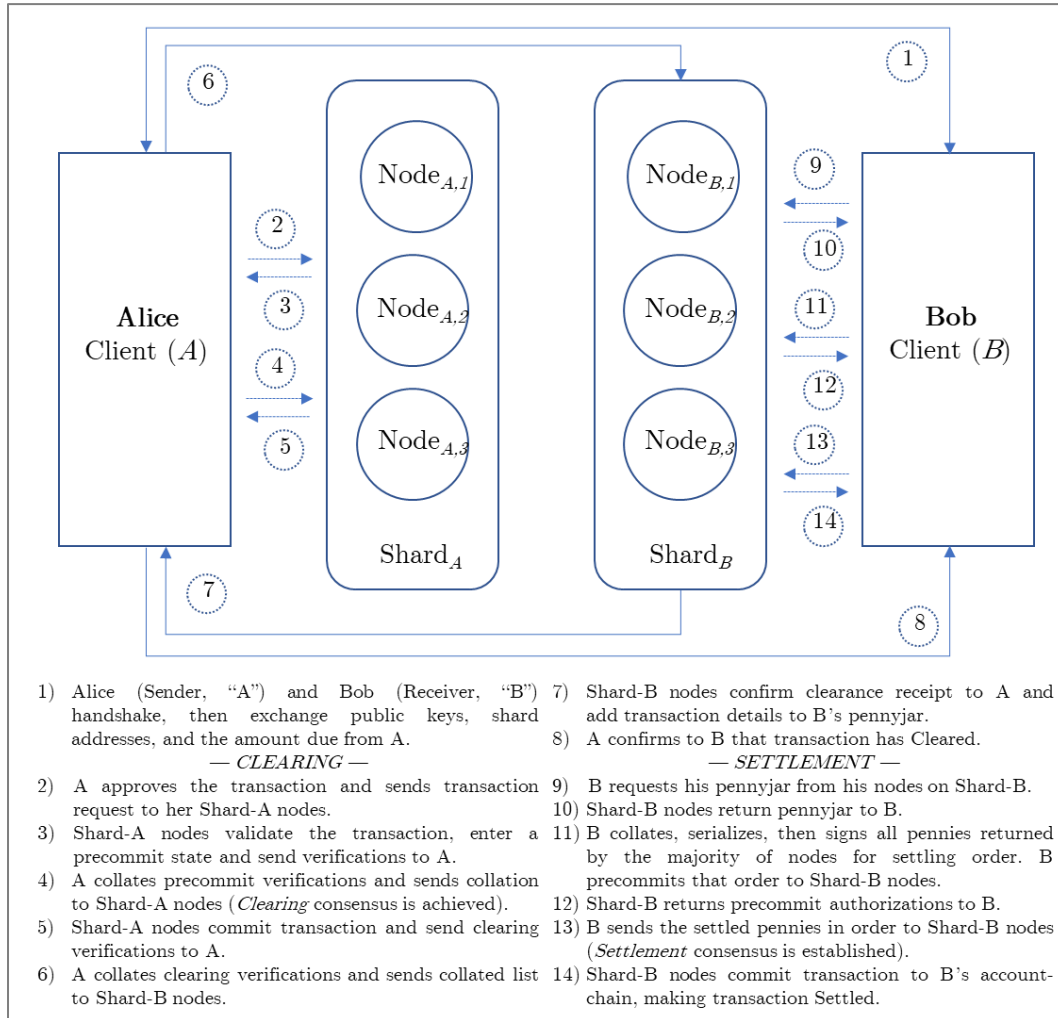 1
6
Node_{A,1}
Node_{B,1}
9
2
10
Alice
Client (A)
3
Node_{A,2}
Node_{B,2}
11
Bob
Client (B)
4
12
5
Node_{A,3}
Node_{B,3}
13
14
Shard_A
Shard_B
7
8
1) Alice (Sender, “A”) and Bob (Receiver, “B”)
handshake, then exchange public keys, shard
addresses, and the amount due from A.
— CLEARING —
2) A approves the transaction and sends transaction
request to her Shard-A nodes.
3) Shard-A nodes validate the transaction, enter a
precommit state and send verifications to A.
4) A collates precommit verifications and sends collation
to Shard-A nodes (Clearing consensus is achieved).
5) Shard-A nodes commit transaction and send clearing
verifications to A.
6) A collates clearing verifications and sends collated list
to Shard-B nodes.
7) Shard-B nodes confirm clearance receipt to A and
add transaction details to B’s pennyjar.
8) A confirms to B that transaction has Cleared.
— SETTLEMENT —
9) B requests his pennyjar from his nodes on Shard-B.
10) Shard-B nodes return pennyjar to B.
11) B collates, serializes, then signs all pennies returned
by the majority of nodes for settling order. B
precommits that order to Shard-B nodes.
12) Shard-B returns precommit authorizations to B.
13) B sends the settled pennies in order to Shard-B nodes
(Settlement consensus is established).
14) Shard-B nodes commit transaction to B’s account-
chain, making transaction Settled.